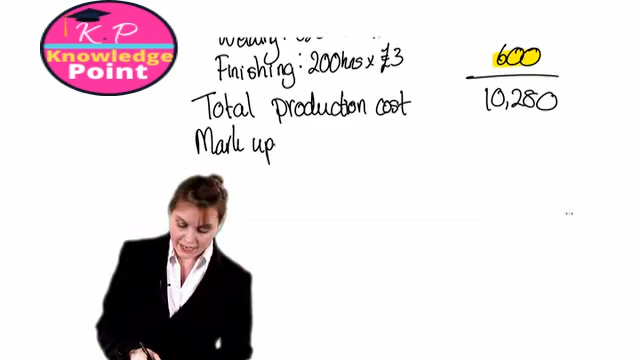 K.P
Knowledge
Point
Finishing: 200hrs x £3 600
Total production cost 10,280
Mark up